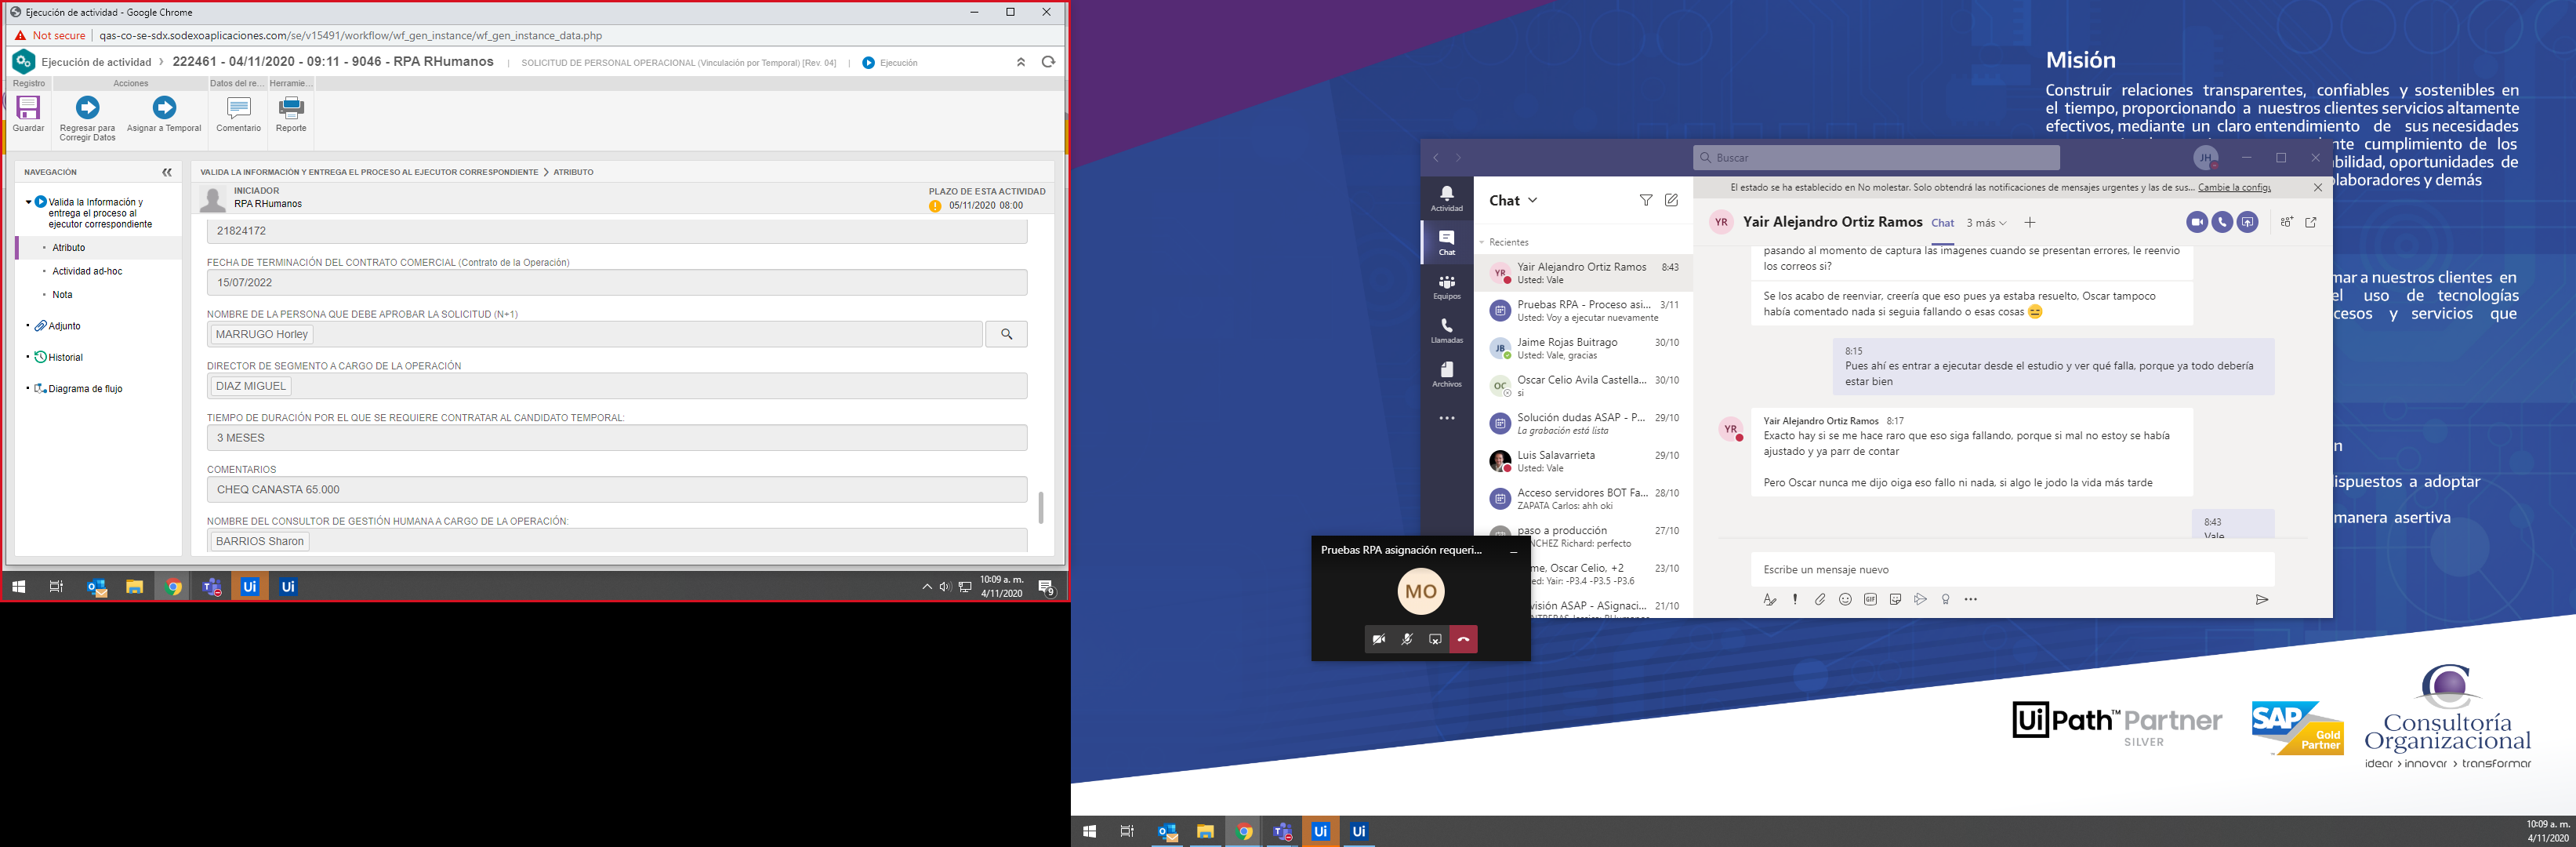 Ejecución de actividad - Google Chrome
Not secure | qas-co-se-sdx.sodexoaplicaciones.com/se/v15491/workflow/wf_gen_instance/wf_gen_instance_data.php
Ejecución de actividad > 222461 - 04/11/2020 - 09:11 - 9046 - RPA RHumanos | SOLICITUD DE PERSONAL OPERACIONAL (Vinculación por Temporal) [Rev. 04] | Ejecución
Registro Acciones Datos del re... Herramie...
Guardar
Regresar para
Corregir Datos
Asignar a Temporal
Comentario
Reporte
NAVEGACIÓN
Valida la Información y
entrega el proceso al
ejecutor correspondiente
Atributo
Actividad ad-hoc
Nota
Adjunto
Historial
Diagrama de flujo
VALIDA LA INFORMACIÓN Y ENTREGA EL PROCESO AL EJECUTOR CORRESPONDIENTE > ATRIBUTO
INICIADOR
RPA RHumanos
PLAZO DE ESTA ACTIVIDAD
05/11/2020 08:00
21824172
FECHA DE TERMINACIÓN DEL CONTRATO COMERCIAL (Contrato de la Operación)
15/07/2022
NOMBRE DE LA PERSONA QUE DEBE APROBAR LA SOLICITUD (N+1)
MARRUGO Horley
DIRECTOR DE SEGMENTO A CARGO DE LA OPERACIÓN
DIAZ MIGUEL
TIEMPO DE DURACIÓN POR EL QUE SE REQUIERE CONTRATAR AL CANDIDATO TEMPORAL:
3 MESES
COMENTARIOS
CHEQ CANASTA 65.000
NOMBRE DEL CONSULTOR DE GESTIÓN HUMANA A CARGO DE LA OPERACIÓN:
BARRIOS Sharon
Ui Ui
10:09 a. m.
4/11/2020
9
Misión
Construir relaciones transparentes, confiables y sostenibles en
el tiempo, proporcionando a nuestros clientes servicios altamente
efectivos, mediante un claro entendimiento de sus necesidades
nte cumplimiento de los
bilidad, oportunidades de
laboradores y demás
mar a nuestros clientes en
el uso de tecnologías
cesos y servicios que
n
ispuestos a adoptar
manera asertiva
Buscar
JH
Actividad
Chat
Equipos
Llamadas
Archivos
Chat
Recientes
YR
Yair Alejandro Ortiz Ramos 8:43
Usted: Vale
Pruebas RPA - Proceso asi... 3/11
Usted: Voy a ejecutar nuevamente
JB
Jaime Rojas Buitrago 30/10
Usted: Vale, gracias
OC
Oscar Celio Avila Castella... 30/10
si
Solución dudas ASAP - P... 29/10
La grabación está lista
Luis Salavarrieta 29/10
Usted: Vale
Acceso servidores BOT Fa... 28/10
ZAPATA Carlos: ahh oki
paso a producción 27/10
NCHEZ Richard: perfecto
me, Oscar Celio, +2 23/10
ed: Yair: -P3.4 -P3.5 -P3.6
visión ASAP - ASignaci... 21/10
El estado se ha establecido en No molestar. Solo obtendrá las notificaciones de mensajes urgentes y las de sus... Cambie la configu
YR
Yair Alejandro Ortiz Ramos Chat 3 más
pasando al momento de captura las imagenes cuando se presentan errores, le reenvio
los correos si?
Se los acabo de reenviar, creería que eso pues ya estaba resuelto, Oscar tampoco
había comentado nada si seguia fallando o esas cosas 😑
8:15
Pues ahí es entrar a ejecutar desde el estudio y ver qué falla, porque ya todo debería
estar bien
YR
Yair Alejandro Ortiz Ramos 8:17
Exacto hay si se me hace raro que eso siga fallando, porque si mal no estoy se había
ajustado y ya parr de contar
Pero Oscar nunca me dijo oiga eso fallo ni nada, si algo le jodo la vida más tarde
8:43
Vale
Escribe un mensaje nuevo
GIF
Pruebas RPA asignación requeri...
MO
Ui Path™ Partner
SILVER
SAP
Gold
Partner
Consultoría
Organizacional
idear > innovar > transformar
Ui Ui
10:09 a. m.
4/11/2020